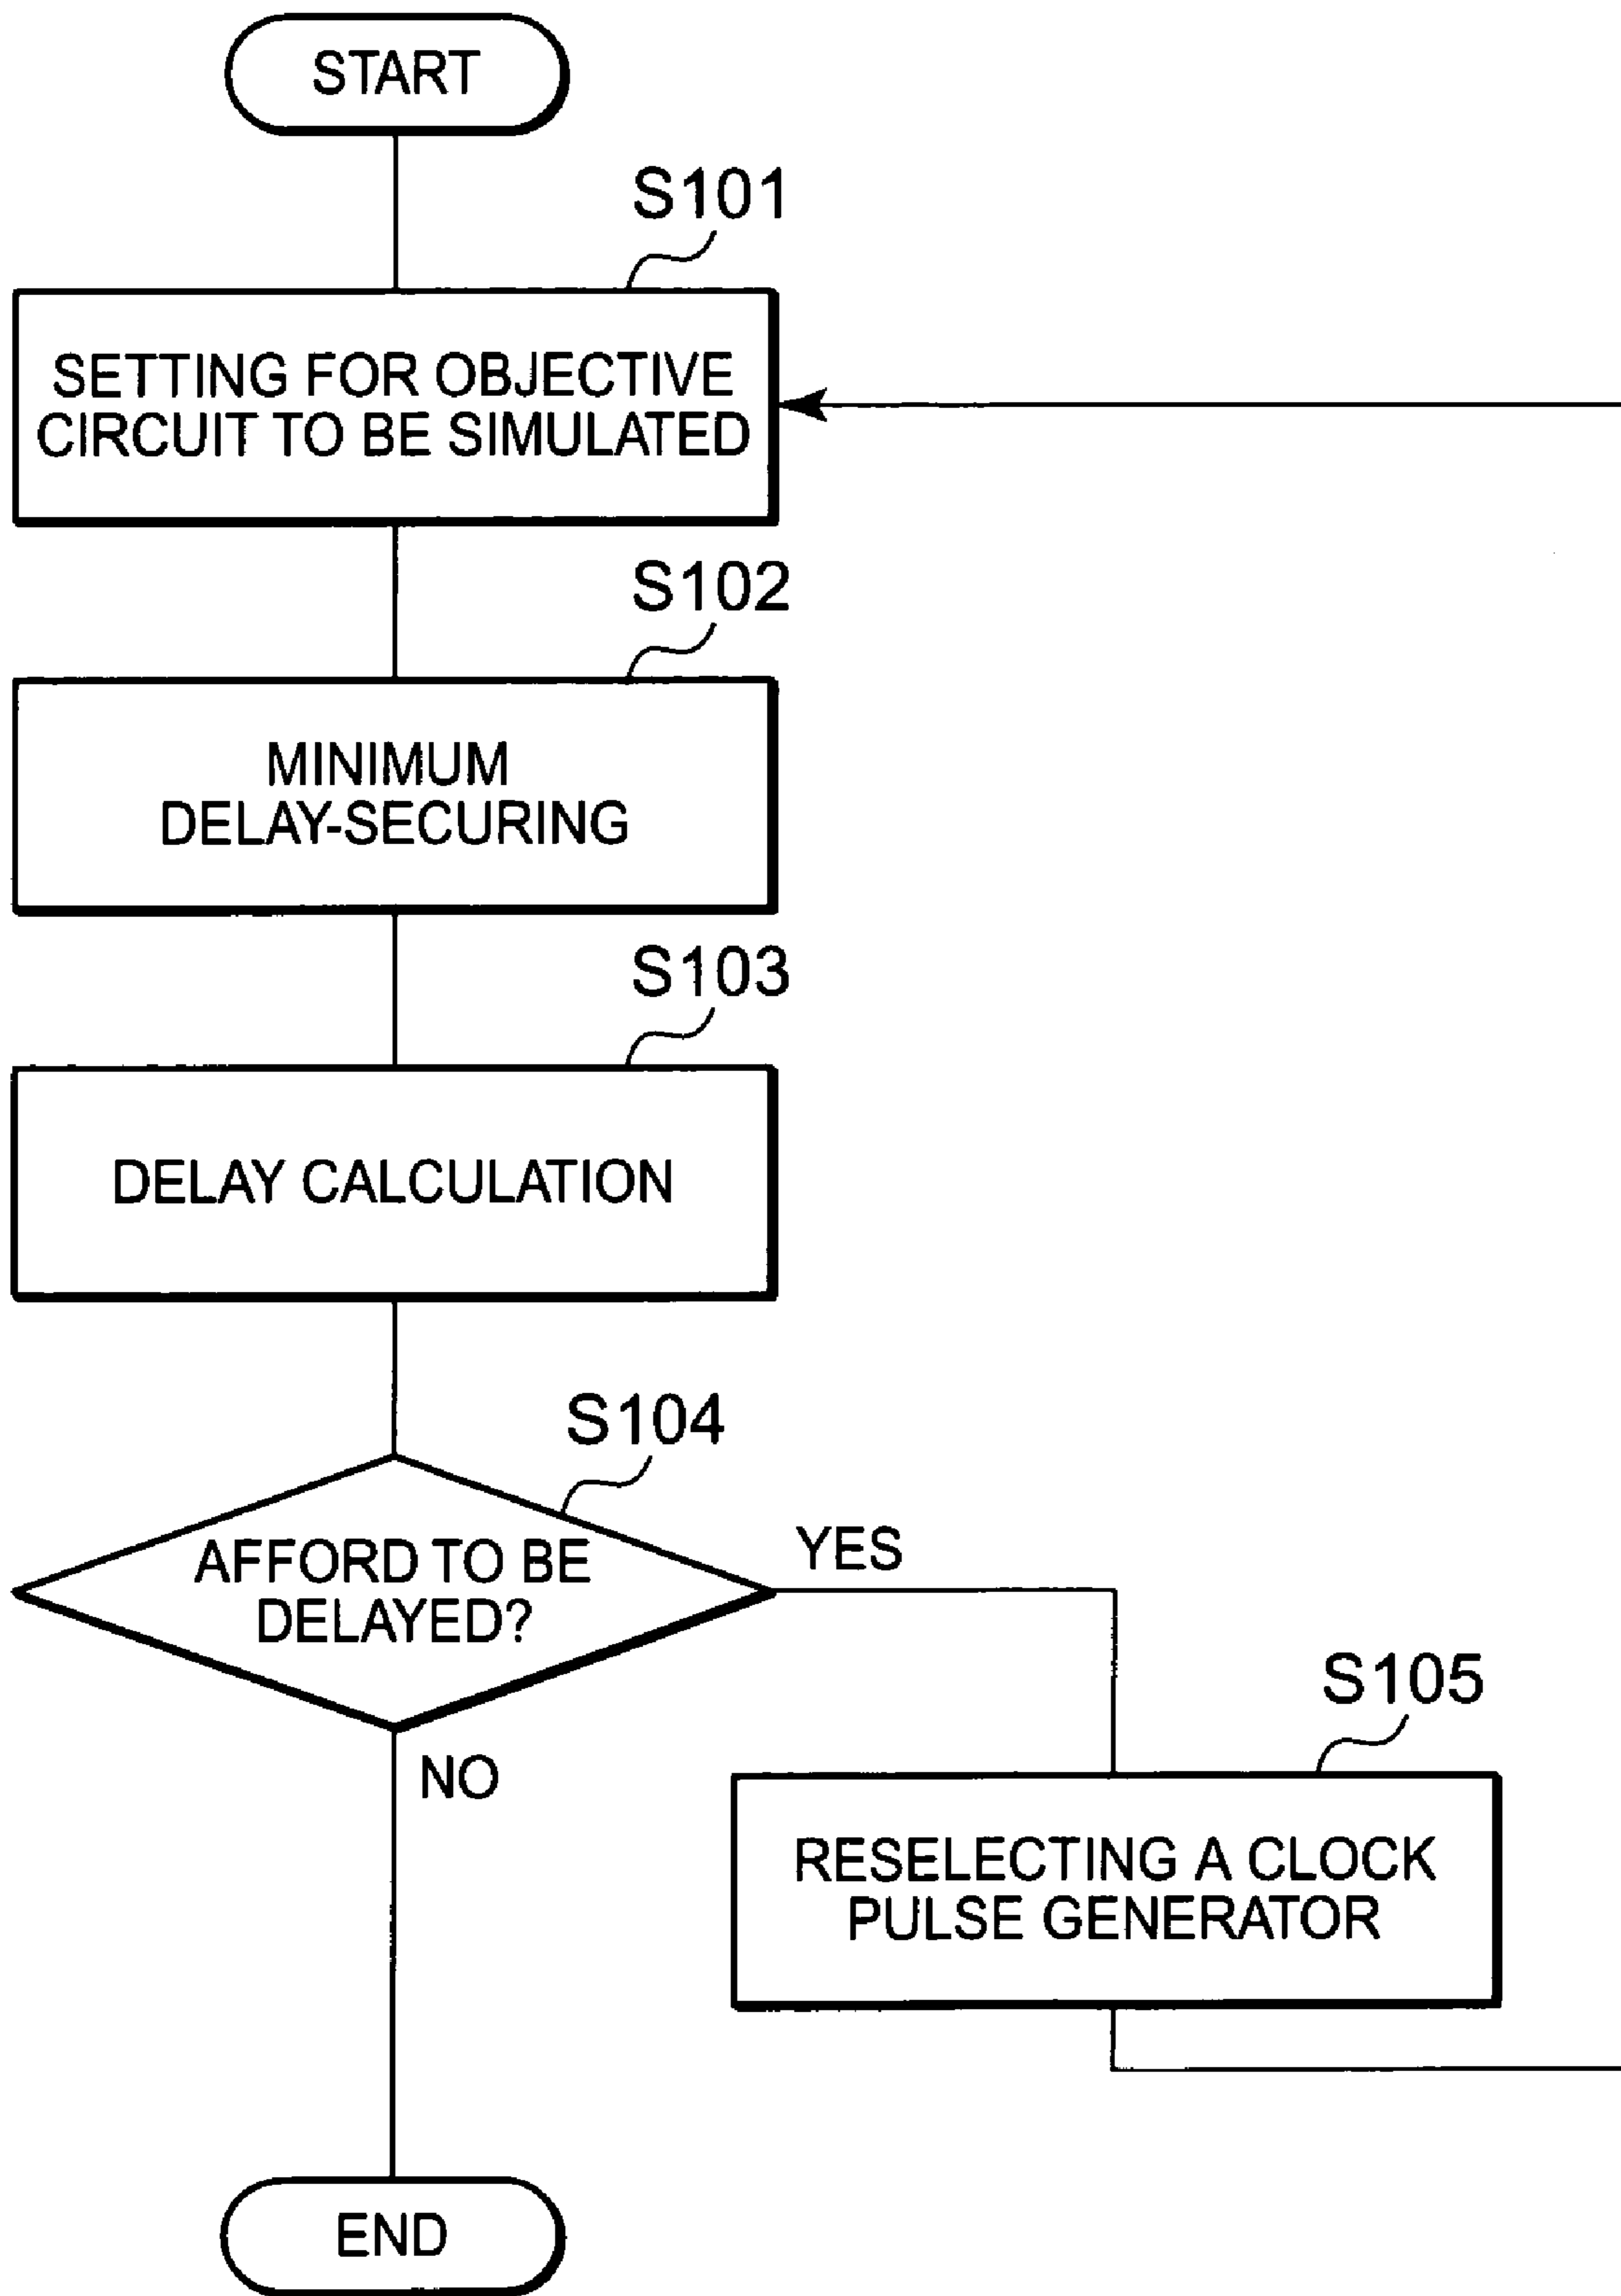 START
S101
SETTING FOR OBJECTIVE
CIRCUIT TO BE SIMULATED
S102
MINIMUM
DELAY-SECURING
S103
DELAY CALCULATION
S104
AFFORD TO BE
DELAYED?
YES
NO
S105
RESELECTING A CLOCK
PULSE GENERATOR
END